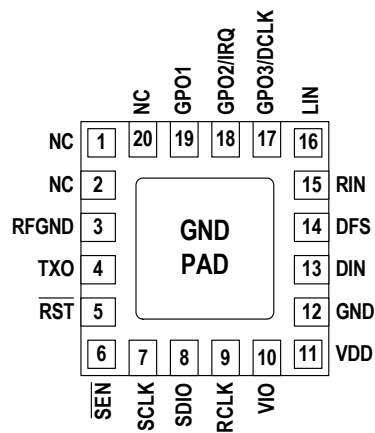 NC
GPO1
GPO2/IRQ
GPO3/DCLK
LIN
NC
1
20
19
18
17
16
NC
2
15
RIN
RFGND
3
GND
PAD
14
DFS
TXO
4
13
DIN
RST
5
12
GND
6
7
8
9
10
11
VDD
SEN
SCLK
SDIO
RCLK
VIO